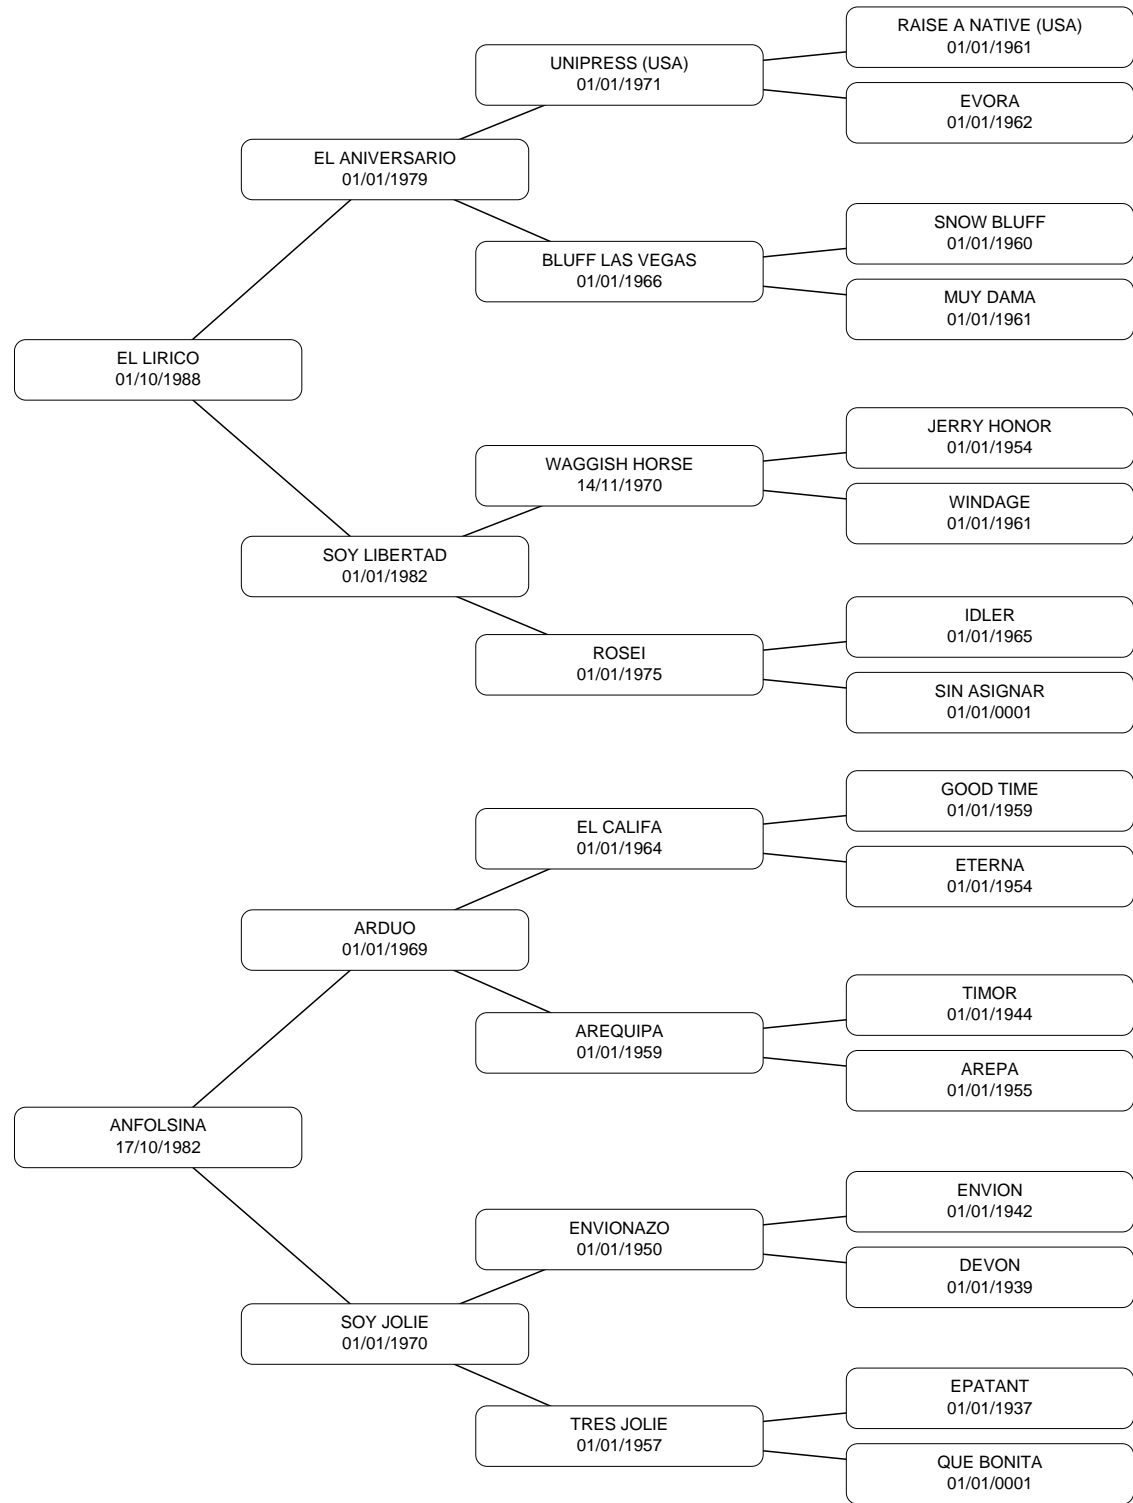 RAISE A NATIVE (USA)
01/01/1961
UNIPRESS (USA)
01/01/1971
EVORA
01/01/1962
EL ANIVERSARIO
01/01/1979
SNOW BLUFF
01/01/1960
BLUFF LAS VEGAS
01/01/1966
MUY DAMA
01/01/1961
EL LIRICO
01/10/1988
JERRY HONOR
01/01/1954
WAGGISH HORSE
14/11/1970
WINDAGE
01/01/1961
SOY LIBERTAD
01/01/1982
IDLER
01/01/1965
ROSEI
01/01/1975
SIN ASIGNAR
01/01/0001
GOOD TIME
01/01/1959
EL CALIFA
01/01/1964
ETERNA
01/01/1954
ARDUO
01/01/1969
TIMOR
01/01/1944
AREQUIPA
01/01/1959
AREPA
01/01/1955
ANFOLSINA
17/10/1982
ENVION
01/01/1942
ENVIONAZO
01/01/1950
DEVON
01/01/1939
SOY JOLIE
01/01/1970
EPATANT
01/01/1937
TRES JOLIE
01/01/1957
QUE BONITA
01/01/0001